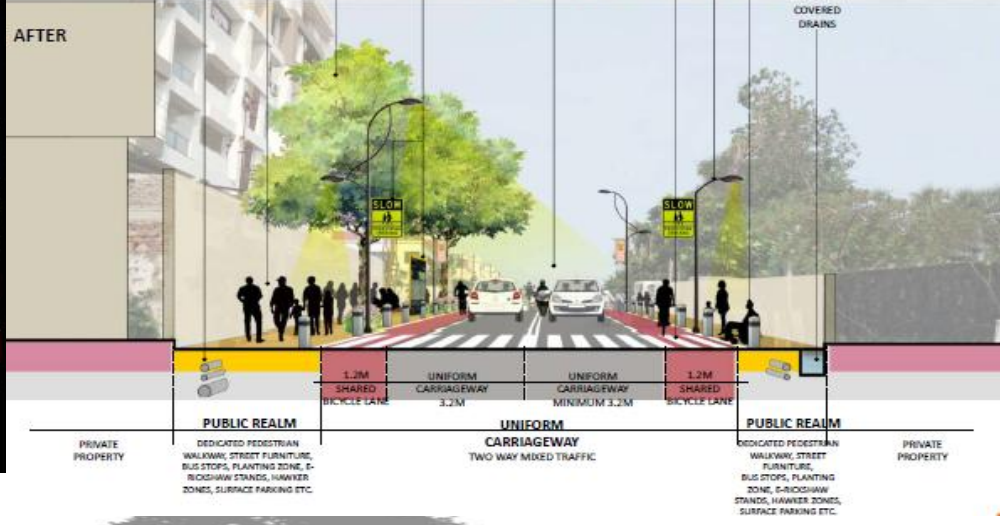 COVERED
DRAINS
AFTER
SLOW
SLOW
1.2M
SHARED
BICYCLE LANE
UNIFORM
CARRIAGEWAY
3.2M
UNIFORM
CARRIAGEWAY
MINIMUM 3.2M
1.2M
SHARED
BICYCLE LANE
PUBLIC REALM
DEDICATED PEDESTRIAN
WALKWAY, STREET FURNITURE,
BUS STOPS, PLANTING ZONE, E-
RICKSHAW STANDS, HAWKER
ZONES, SURFACE PARKING ETC.
UNIFORM
CARRIAGEWAY
TWO WAY MIXED TRAFFIC
PUBLIC REALM
DEDICATED PEDESTRIAN
WALKWAY, STREET
FURNITURE,
BUS STOPS, PLANTING
ZONE, E-RICKSHAW
STANDS, HAWKER ZONES,
SURFACE PARKING ETC.
PRIVATE
PROPERTY
PRIVATE
PROPERTY